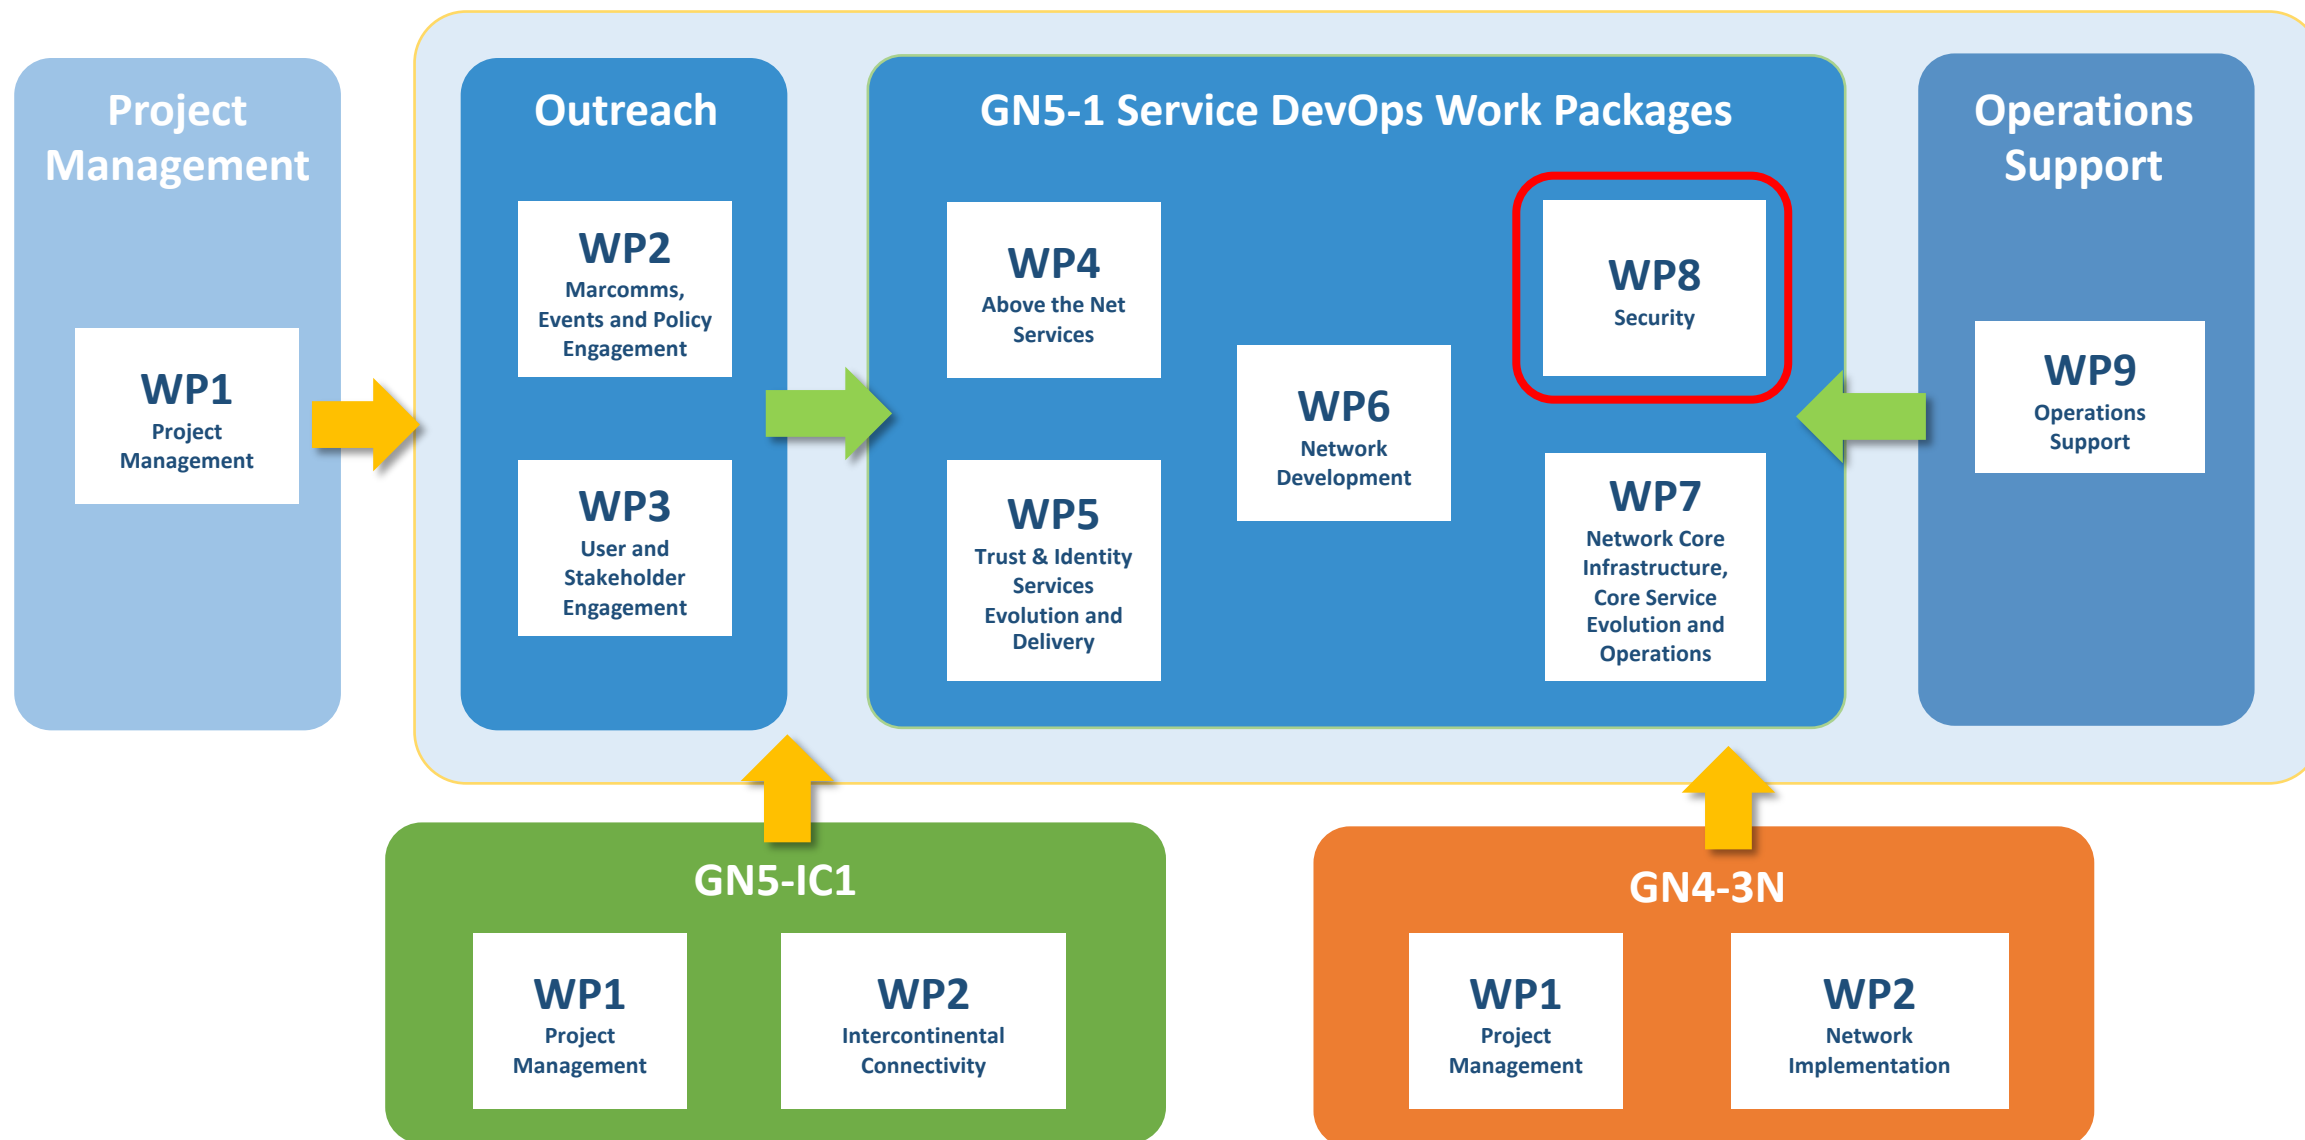 Project
Management
WP1
Project
Management
Outreach
WP2
Marcomms,
Events and Policy
Engagement
WP3
User and
Stakeholder
Engagement
GN5-1 Service DevOps Work Packages
WP4
Above the Net
Services
WP5
Trust & Identity
Services
Evolution and
Delivery
WP6
Network
Development
WP8
Security
WP7
Network Core
Infrastructure,
Core Service
Evolution and
Operations
Operations
Support
WP9
Operations
Support
GN5-IC1
WP1
Project
Management
WP2
Intercontinental
Connectivity
GN4-3N
WP1
Project
Management
WP2
Network
Implementation